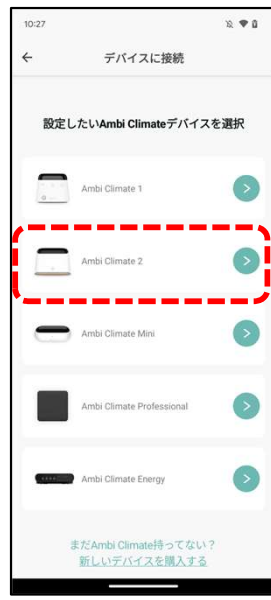 10:27
デバイスに接続
設定したいAmbi Climateデバイスを選択
Ambi Climate 1
Ambi Climate 2
Ambi Climate Mini
Ambi Climate Professional
Ambi Climate Energy
まだAmbi Climate持ってない？
新しいデバイスを購入する